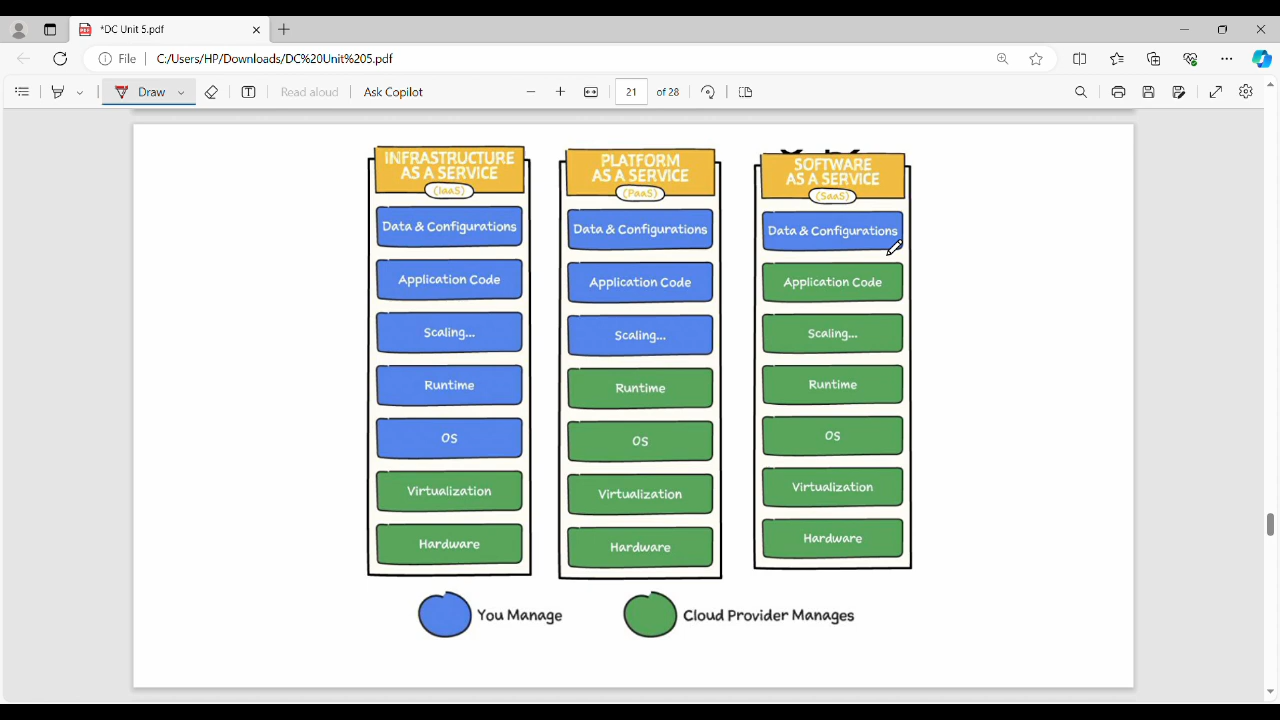 *DC Unit 5.pdf
File
C:/Users/HP/Downloads/DC%20Unit%205.pdf
Draw
Read aloud
Ask Copilot
21
of 28
INFRASTRUCTURE
AS A SERVICE
(IaaS)
Data & Configurations
Application Code
Scaling...
Runtime
OS
Virtualization
Hardware
PLATFORM
AS A SERVICE
(PaaS)
Data & Configurations
Application Code
Scaling...
Runtime
OS
Virtualization
Hardware
SOFTWARE
AS A SERVICE
(SaaS)
Data & Configurations
Application Code
Scaling...
Runtime
OS
Virtualization
Hardware
You Manage
Cloud Provider Manages